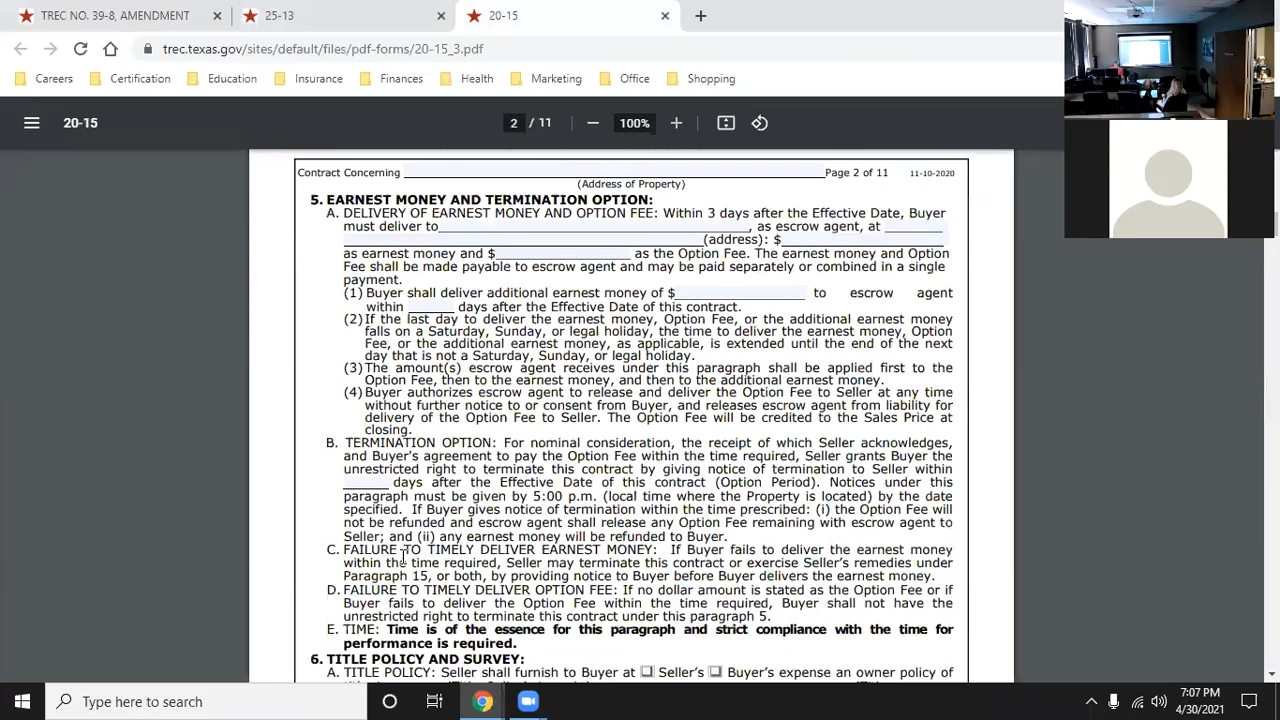 TREC NO. 39-8, AMENDMENT
25-13
20-15
trec.texas.gov/sites/default/files/pdf-forms/20-15_3.pdf
Careers Certification Education Insurance Finances Health Marketing Office Shopping
20-15
2 / 11
100%
Contract Concerning Page 2 of 11 11-10-2020
(Address of Property)
5. EARNEST MONEY AND TERMINATION OPTION:
A. DELIVERY OF EARNEST MONEY AND OPTION FEE: Within 3 days after the Effective Date, Buyer
must deliver to , as escrow agent, at
(address): $
as earnest money and $ as the Option Fee. The earnest money and Option
Fee shall be made payable to escrow agent and may be paid separately or combined in a single
payment.
(1) Buyer shall deliver additional earnest money of $ to escrow agent
within days after the Effective Date of this contract.
(2) If the last day to deliver the earnest money, Option Fee, or the additional earnest money
falls on a Saturday, Sunday, or legal holiday, the time to deliver the earnest money, Option
Fee, or the additional earnest money, as applicable, is extended until the end of the next
day that is not a Saturday, Sunday, or legal holiday.
(3) The amount(s) escrow agent receives under this paragraph shall be applied first to the
Option Fee, then to the earnest money, and then to the additional earnest money.
(4) Buyer authorizes escrow agent to release and deliver the Option Fee to Seller at any time
without further notice to or consent from Buyer, and releases escrow agent from liability for
delivery of the Option Fee to Seller. The Option Fee will be credited to the Sales Price at
closing.
B. TERMINATION OPTION: For nominal consideration, the receipt of which Seller acknowledges,
and Buyer's agreement to pay the Option Fee within the time required, Seller grants Buyer the
unrestricted right to terminate this contract by giving notice of termination to Seller within
days after the Effective Date of this contract (Option Period). Notices under this
paragraph must be given by 5:00 p.m. (local time where the Property is located) by the date
specified. If Buyer gives notice of termination within the time prescribed: (i) the Option Fee will
not be refunded and escrow agent shall release any Option Fee remaining with escrow agent to
Seller; and (ii) any earnest money will be refunded to Buyer.
C. FAILURE TO TIMELY DELIVER EARNEST MONEY: If Buyer fails to deliver the earnest money
within the time required, Seller may terminate this contract or exercise Seller's remedies under
Paragraph 15, or both, by providing notice to Buyer before Buyer delivers the earnest money.
D. FAILURE TO TIMELY DELIVER OPTION FEE: If no dollar amount is stated as the Option Fee or if
Buyer fails to deliver the Option Fee within the time required, Buyer shall not have the
unrestricted right to terminate this contract under this paragraph 5.
E. TIME: Time is of the essence for this paragraph and strict compliance with the time for
performance is required.
6. TITLE POLICY AND SURVEY:
A. TITLE POLICY: Seller shall furnish to Buyer at Seller's Buyer's expense an owner policy of
Type here to search
7:07 PM
4/30/2021